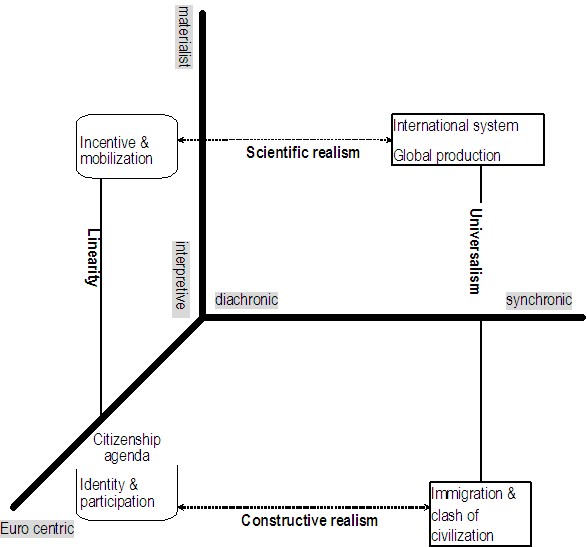 materialist
Incentive &
mobilization
Scientific realism
International system
Global production
Linearity
interpretive
Universalism
diachronic
synchronic
Citizenship
agenda
Identity &
participation
Euro centric
Constructive realism
Immigration &
clash of
civilization